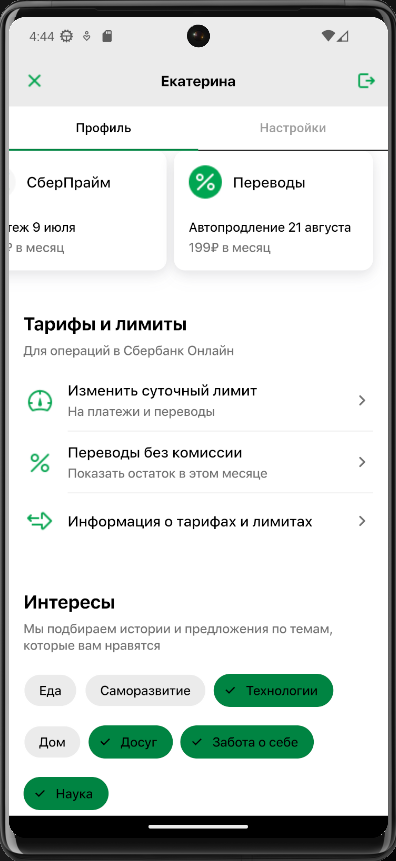 4:44
Екатерина
Профиль
Настройки
СберПрайм
Переводы
теж 9 июля
Автопродление 21 августа
₽ в месяц
199₽ в месяц
Тарифы и лимиты
Для операций в Сбербанк Онлайн
Изменить суточный лимит
На платежи и переводы
Переводы без комиссии
Показать остаток в этом месяце
Информация о тарифах и лимитах
Интересы
Мы подбираем истории и предложения по темам,
которые вам нравятся
Еда
Саморазвитие
Технологии
Дом
Досуг
Забота о себе
Наука